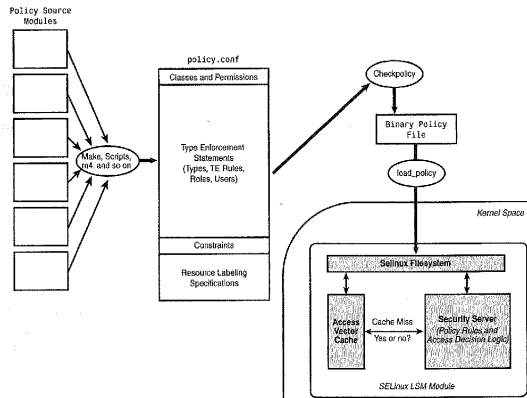 Policy Source
Modules
policy.conf
Classes and Permissions
Type Enforcement
Statements
(Types, TE Rules,
Roles, Users)
Constraints
Resource Labeling
Specifications
Make, Scripts,
m4, and so on
Checkpolicy
Binary Policy
File
load_policy
Kernel Space
Selinux Filesystem
Access
Vector
Cache
Cache Miss
Yes or no?
Security Server
(Policy Rules and
Access Decision Logic)
SELinux LSM Module